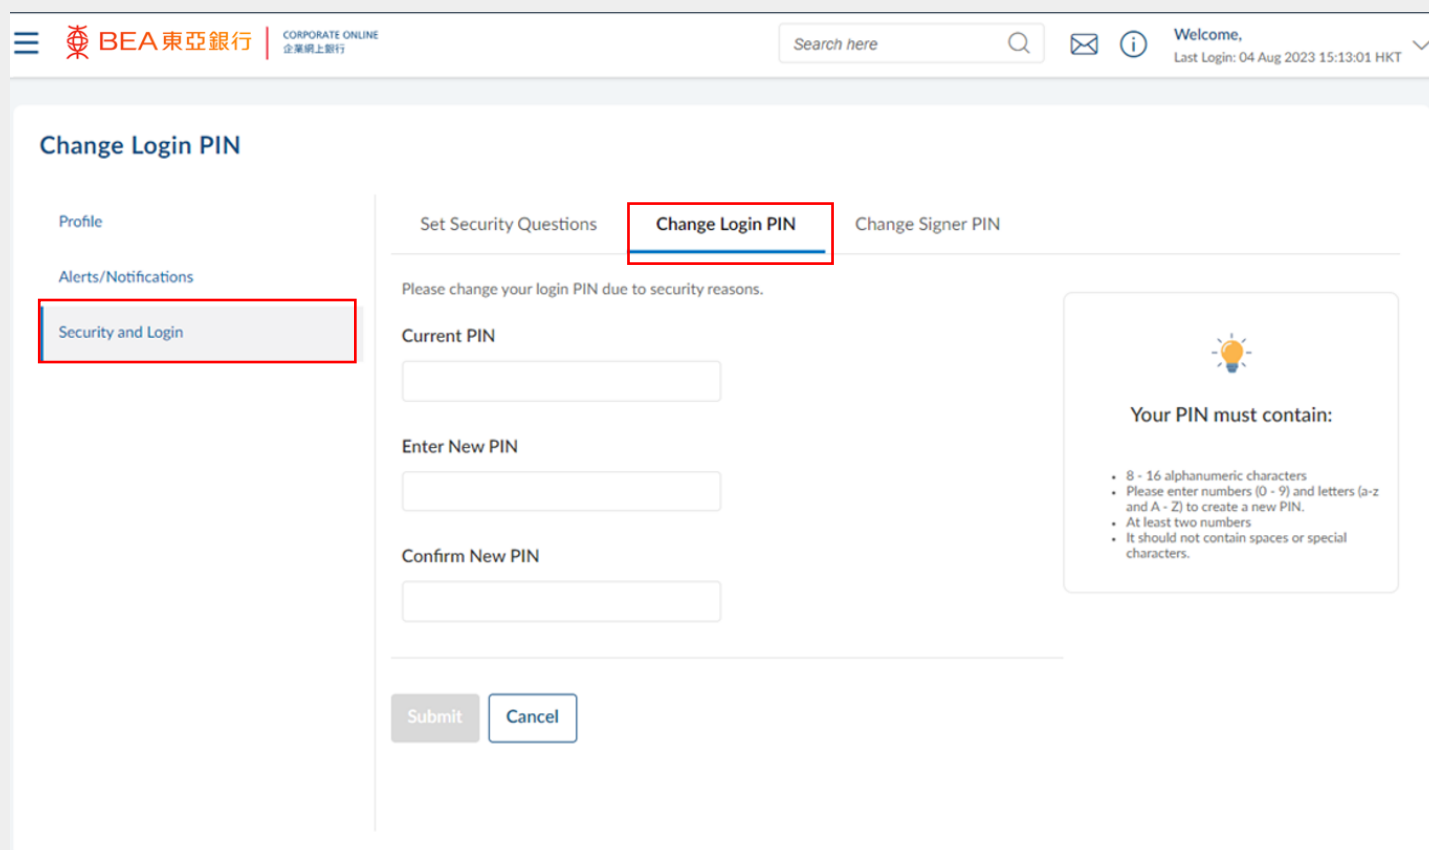 BEA東亞銀行
CORPORATE ONLINE
企業網上銀行
Search here
Welcome,
Last Login: 04 Aug 2023 15:13:01 HKT
Change Login PIN
Profile
Alerts/Notifications
Security and Login
Set Security Questions
Change Login PIN
Change Signer PIN
Please change your login PIN due to security reasons.
Current PIN
Enter New PIN
Confirm New PIN
Submit
Cancel
Your PIN must contain:
• 8 - 16 alphanumeric characters
• Please enter numbers (0 - 9) and letters (a-z
and A - Z) to create a new PIN.
• At least two numbers
• It should not contain spaces or special
characters.